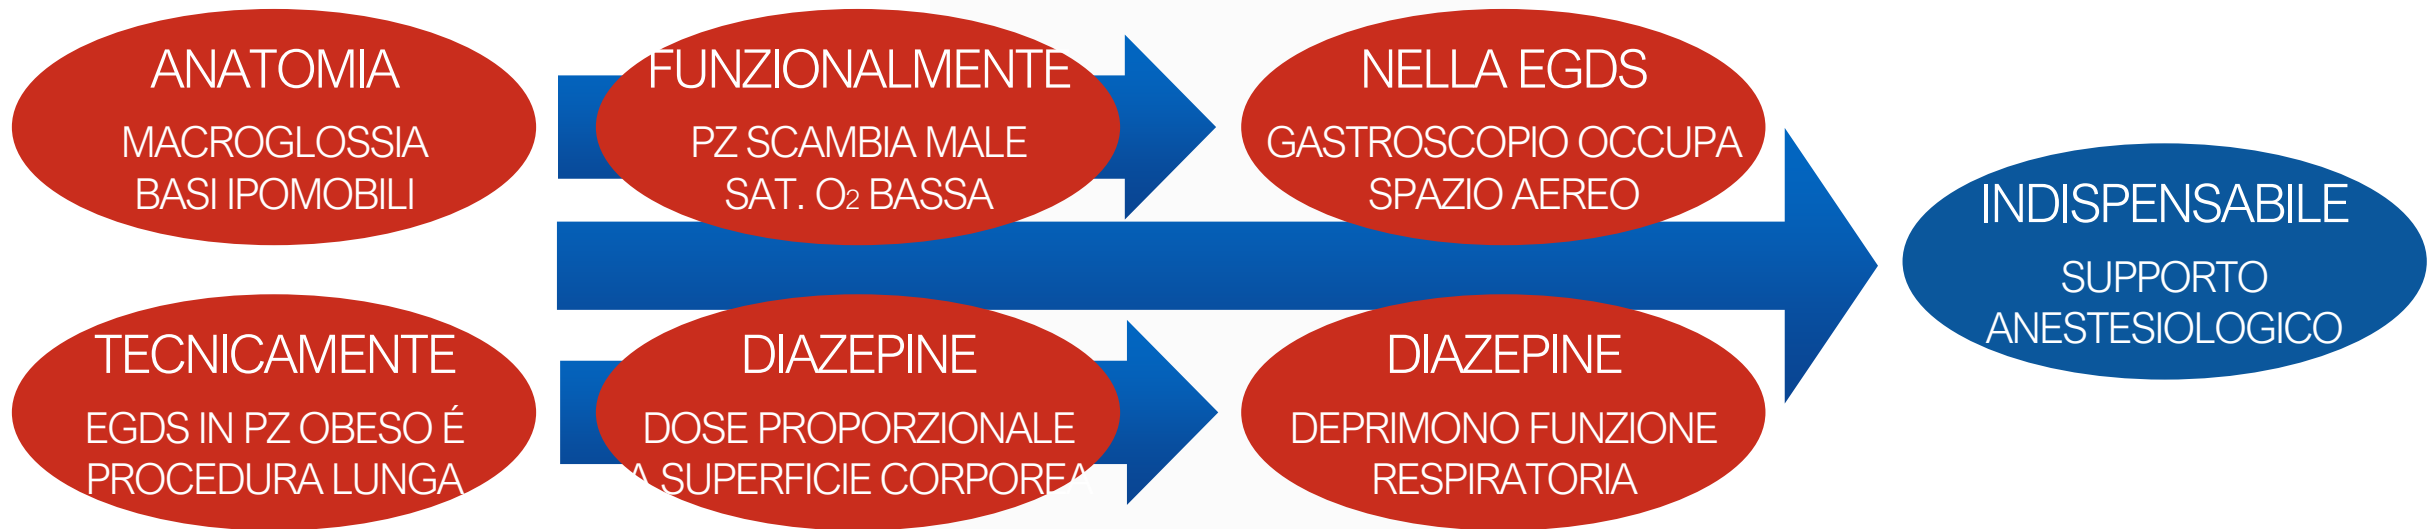 ANATOMIA
MACROGLOSSIA
BASI IPOMOBILI
FUNZIONALMENTE
PZ SCAMBIA MALE
SAT. O2 BASSA
NELLA EGDS
GASTROSCOPIO OCCUPA
SPAZIO AEREO
TECNICAMENTE
EGDS IN PZ OBESO É
PROCEDURA LUNGA
DIAZEPINE
DOSE PROPORZIONALE
A SUPERFICIE CORPOREA
DIAZEPINE
DEPRIMONO FUNZIONE
RESPIRATORIA
INDISPENSABILE
SUPPORTO
ANESTESIOLOGICO